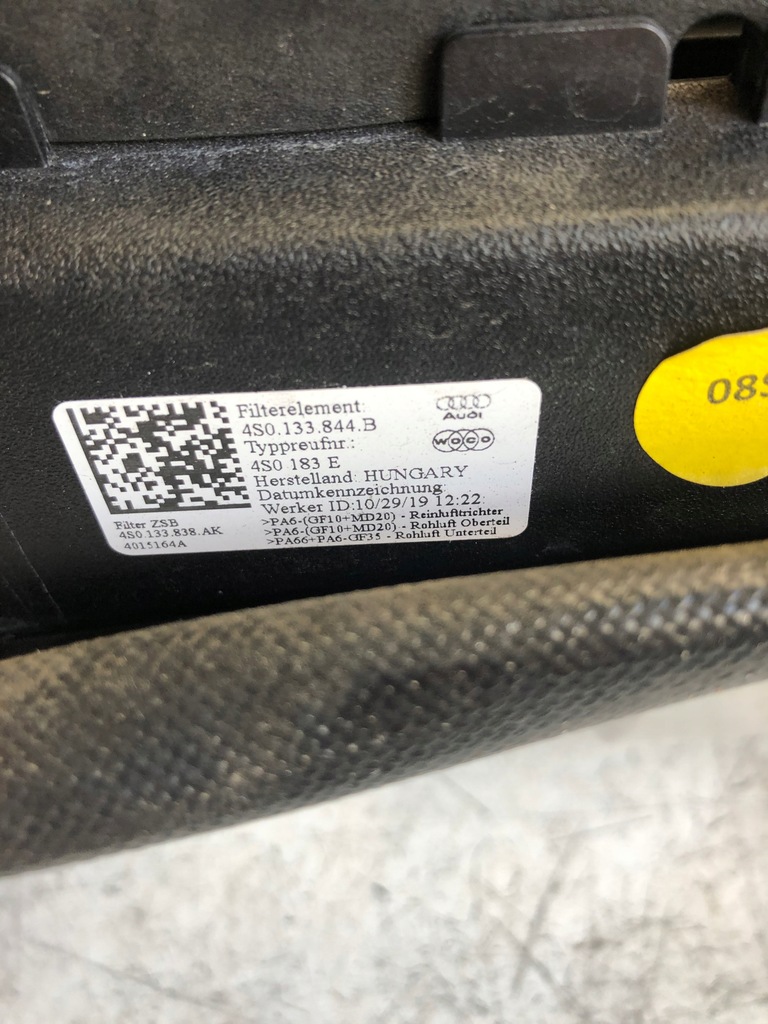 Filterelement:
4S0.133.844.B
Typpreufnr.:
4S0 183 E
Herstelland: HUNGARY
Datumkennzeichnung:
Werker ID:10/29/19 12:22:
>PA6-(GF10+MD20) - Reinlufttrichter
>PA6-(GF10+MD20) - Rohluft Oberteil
>PA66+PA6-GF35 - Rohluft Unterteil
Audi
woco
Filter ZSB
4S0.133.838.AK
4015164A